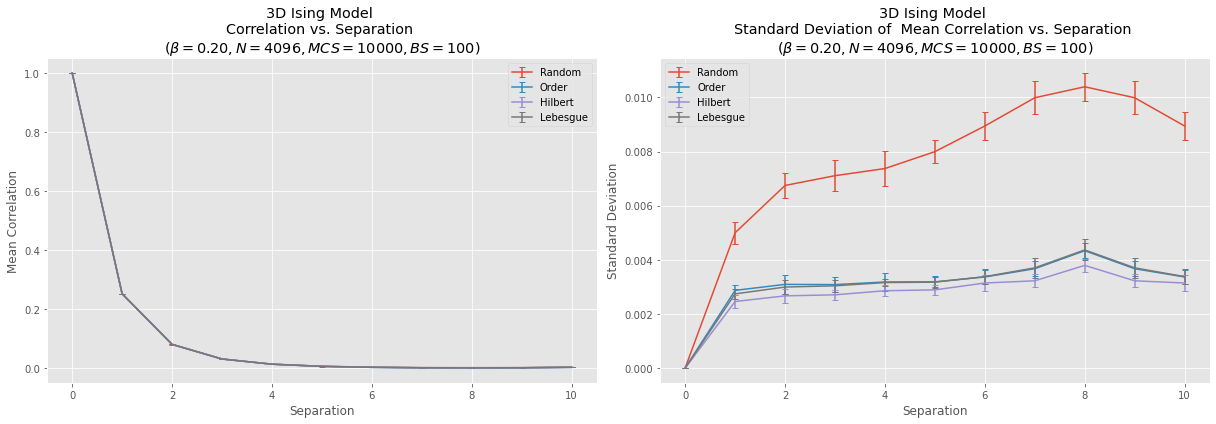 3D Ising Model
Correlation vs. Separation
(β = 0.20, N = 4096, MCS = 10000, BS = 100)
1.0
0.8
0.6
0.4
0.2
0.0
Mean Correlation
Random
Order
Hilbert
Lebesgue
0 2 4 6 8 10
Separation
3D Ising Model
Standard Deviation of Mean Correlation vs. Separation
(β = 0.20, N = 4096, MCS = 10000, BS = 100)
0.010
0.008
0.006
0.004
0.002
0.000
Standard Deviation
Random
Order
Hilbert
Lebesgue
0 2 4 6 8 10
Separation